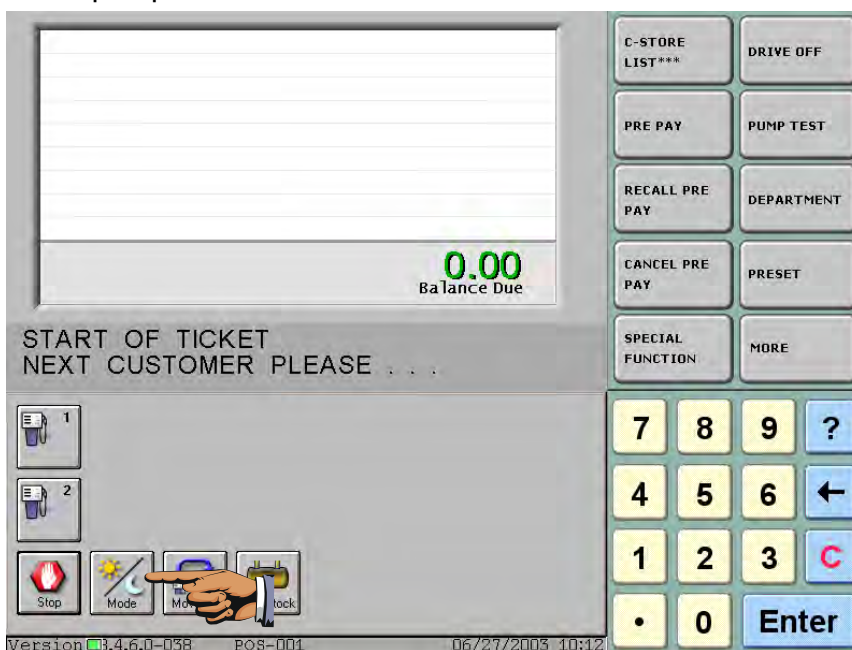 0.00
Balance Due
START OF TICKET
NEXT CUSTOMER PLEASE . . .
1
2
Stop
Mode
C-STORE
LIST***
DRIVE OFF
PRE PAY
PUMP TEST
RECALL PRE
PAY
DEPARTMENT
CANCEL PRE
PAY
PRESET
SPECIAL
FUNCTION
MORE
7 8 9 ?
4 5 6 ←
1 2 3 C
• 0 Enter
3.4.6.0-038 POS-001 06/27/2003 10:12